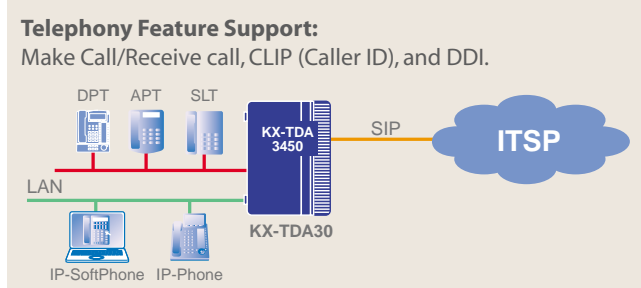 Telephony Feature Support:
Make Call/Receive call, CLIP (Caller ID), and DDI.
DPT APT SLT
KX-TDA
3450
SIP
ITSP
LAN
KX-TDA30
IP-SoftPhone IP-Phone